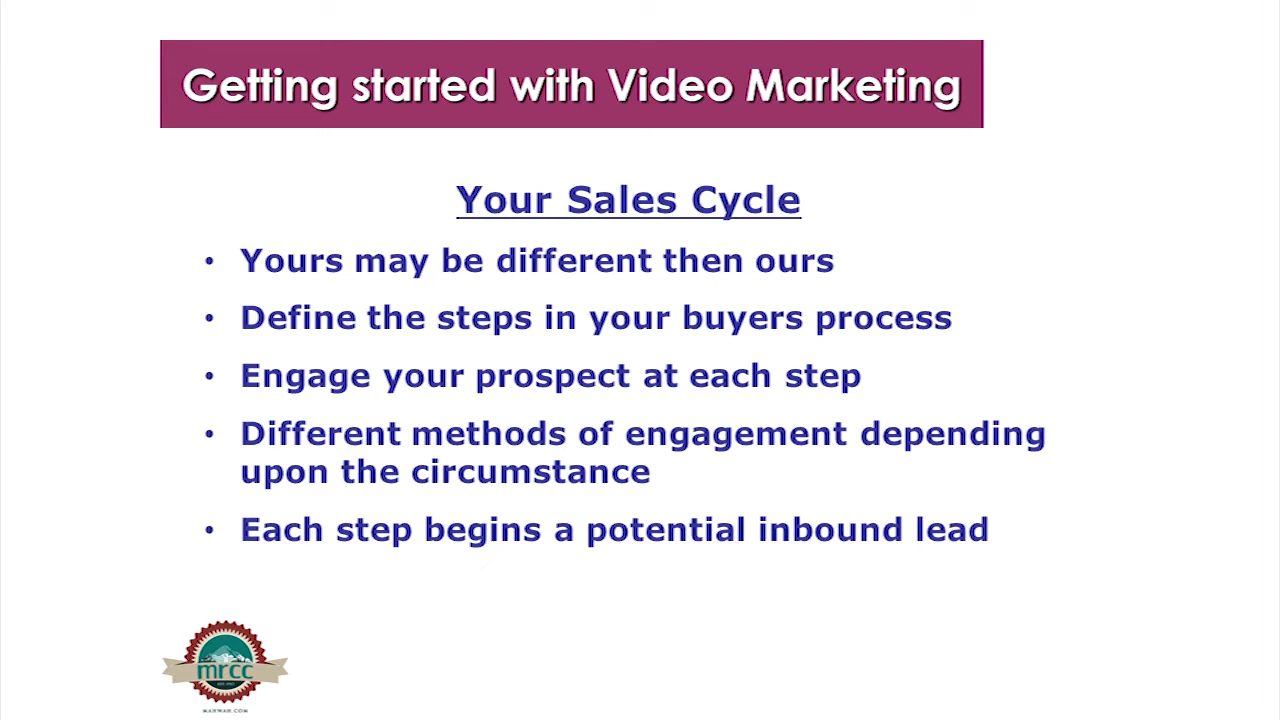 Getting started with Video Marketing
Your Sales Cycle
• Yours may be different then ours
• Define the steps in your buyers process
• Engage your prospect at each step
• Different methods of engagement depending
upon the circumstance
• Each step begins a potential inbound lead
mrcc
MAHWAH.COM